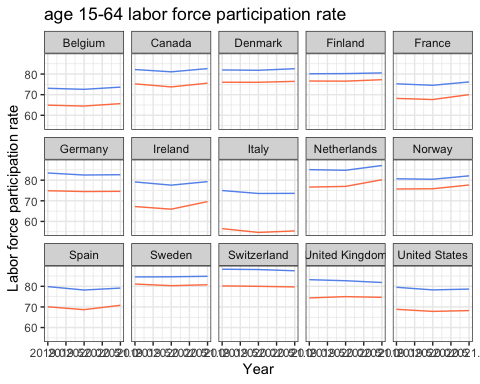 age 15-64 labor force participation rate
Belgium Canada Denmark Finland France
80
70
60
Germany Ireland Italy Netherlands Norway
80
70
60
Spain Sweden Switzerland United Kingdom United States
80
70
60
Labor force participation rate
Year